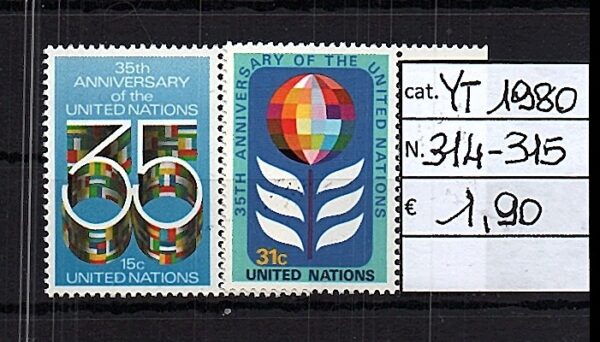 35th
ANNIVERSARY
of the
UNITED NATIONS
35
15c
UNITED NATIONS
35TH ANNIVERSARY OF THE UNITED NATIONS
31c
UNITED NATIONS
cat. YT 1980
N. 314-315
€ 1,90